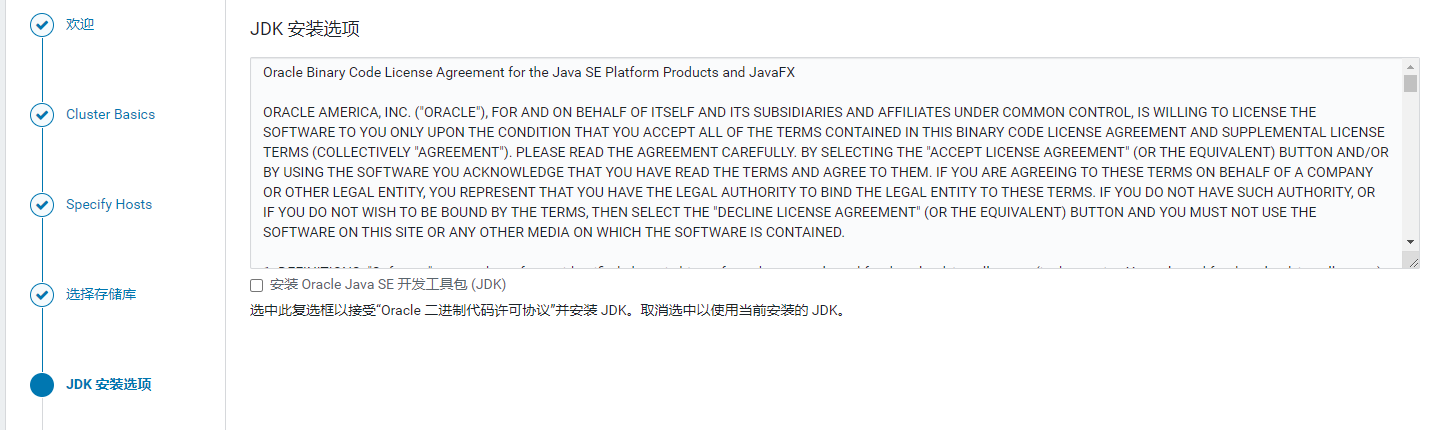 欢迎
Cluster Basics
Specify Hosts
选择存储库
JDK 安装选项
JDK 安装选项
Oracle Binary Code License Agreement for the Java SE Platform Products and JavaFX
ORACLE AMERICA, INC. ("ORACLE"), FOR AND ON BEHALF OF ITSELF AND ITS SUBSIDIARIES AND AFFILIATES UNDER COMMON CONTROL, IS WILLING TO LICENSE THE
SOFTWARE TO YOU ONLY UPON THE CONDITION THAT YOU ACCEPT ALL OF THE TERMS CONTAINED IN THIS BINARY CODE LICENSE AGREEMENT AND SUPPLEMENTAL LICENSE
TERMS (COLLECTIVELY "AGREEMENT"). PLEASE READ THE AGREEMENT CAREFULLY. BY SELECTING THE "ACCEPT LICENSE AGREEMENT" (OR THE EQUIVALENT) BUTTON AND/OR
BY USING THE SOFTWARE YOU ACKNOWLEDGE THAT YOU HAVE READ THE TERMS AND AGREE TO THEM. IF YOU ARE AGREEING TO THESE TERMS ON BEHALF OF A COMPANY
OR OTHER LEGAL ENTITY, YOU REPRESENT THAT YOU HAVE THE LEGAL AUTHORITY TO BIND THE LEGAL ENTITY TO THESE TERMS. IF YOU DO NOT HAVE SUCH AUTHORITY, OR
IF YOU DO NOT WISH TO BE BOUND BY THE TERMS, THEN SELECT THE "DECLINE LICENSE AGREEMENT" (OR THE EQUIVALENT) BUTTON AND YOU MUST NOT USE THE
SOFTWARE ON THIS SITE OR ANY OTHER MEDIA ON WHICH THE SOFTWARE IS CONTAINED.
安装 Oracle Java SE 开发工具包 (JDK)
选中此复选框以接受“Oracle 二进制代码许可协议”并安装 JDK。取消选中以使用当前安装的 JDK。